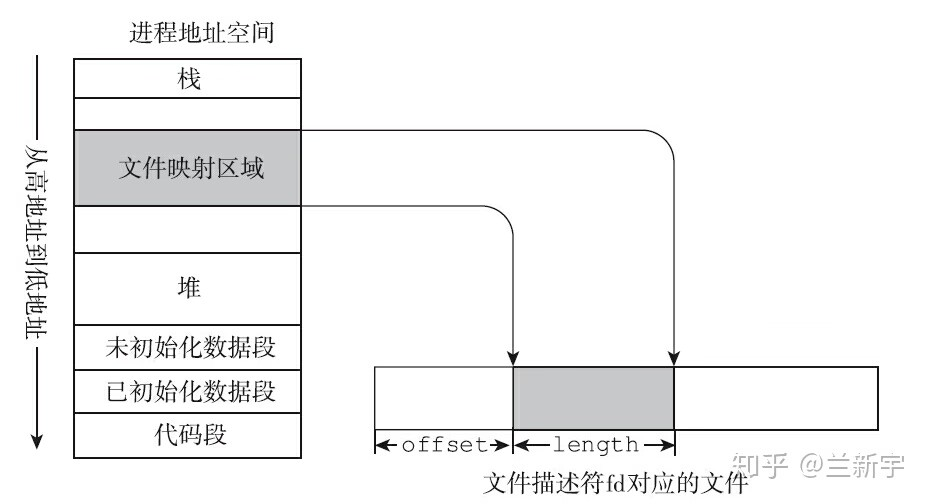 进程地址空间
从高地址到低地址
栈
文件映射区域
堆
未初始化数据段
已初始化数据段
代码段
offset
length
文件描述符fd对应的文件
知乎 @兰新宇